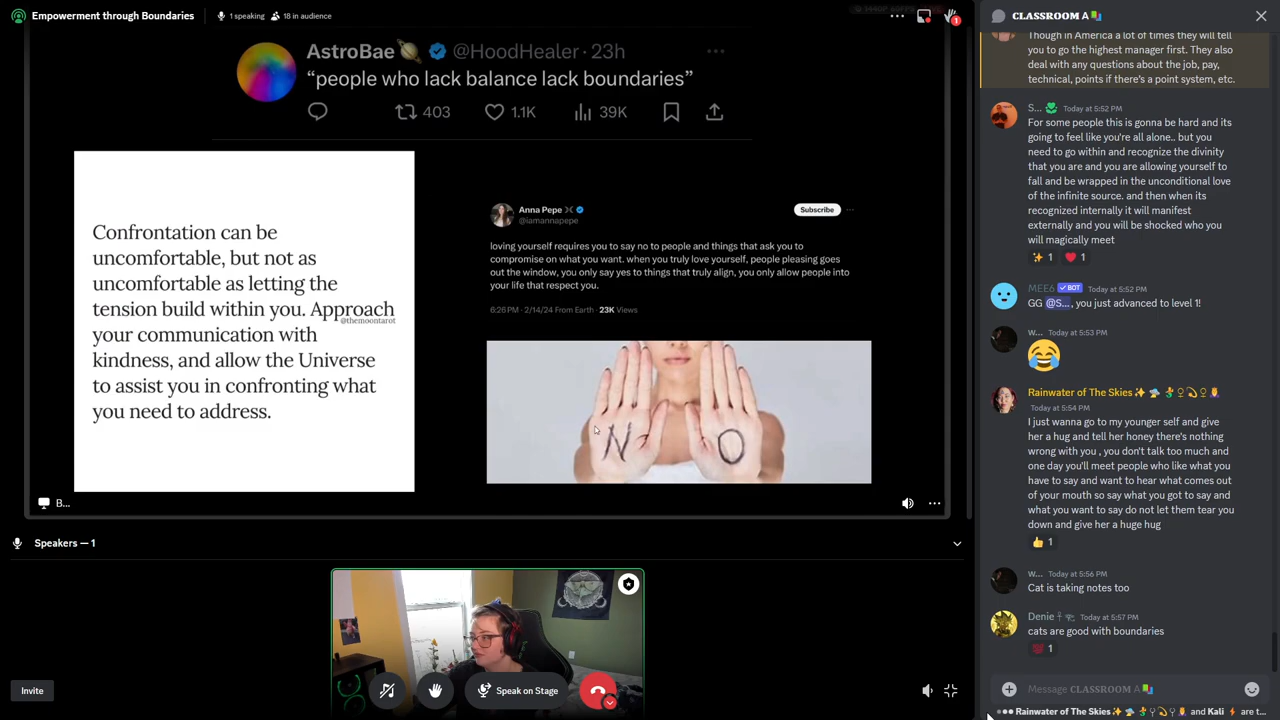 Empowerment through Boundaries
1 speaking
18 in audience
AstroBae @HoodHealer · 23h
“people who lack balance lack boundaries”
403
1.1K
39K
Confrontation can be
uncomfortable, but not as
uncomfortable as letting the
tension build within you. Approach
@themoontarot
your communication with
kindness, and allow the Universe
to assist you in confronting what
you need to address.
Anna Pepe
@iamannapepe
Subscribe
loving yourself requires you to say no to people and things that ask you to
compromise on what you want. when you truly love yourself, people pleasing goes
out the window, you only say yes to things that truly align, you only allow people into
your life that respect you.
6:26 PM · 2/14/24 From Earth · 23K Views
NO
B...
Speakers — 1
Invite
Speak on Stage
1
CLASSROOM A
Though in America a lot of times they will
tell you to go the highest manager first. They also
deal with any questions about the job, pay,
technical, points if there's a point system, etc.
S... Today at 5:52 PM
For some people this is gonna be hard and its
going to feel like you're all alone.. but you
need to go within and recognize the divinity
that you are and you are allowing yourself to
fall and be wrapped in the unconditional love
of the infinite source. and then when its
recognized internally it will manifest
externally and you will be shocked who you
will magically meet
1 1
MEE6 BOT Today at 5:52 PM
GG @S..., you just advanced to level 1!
W... Today at 5:53 PM
Rainwater of The Skies
Today at 5:54 PM
I just wanna go to my younger self and give
her a hug and tell her honey there's nothing
wrong with you , you don't talk too much and
one day you'll meet people who like what you
have to say and want to hear what comes out
of your mouth so say what you got to say and
what you want to say do not let them tear you
down and give her a huge hug
1
W... Today at 5:56 PM
Cat is taking notes too
Denie Today at 5:57 PM
cats are good with boundaries
1
Message CLASSROOM A
Rainwater of The Skies and Kali are t...